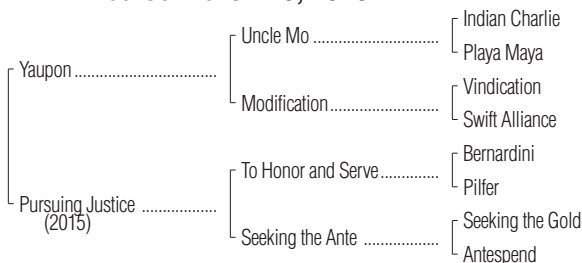 Indian Charlie
Uncle Mo
Playa Maya
Yaupon
Vindication
Modification
Swift Alliance
Bernardini
To Honor and Serve
Pilfer
Pursuing Justice
(2015)
Seeking the Gold
Seeking the Ante
Antespend